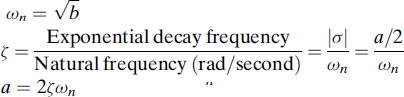 ωₙ = √b
ζ = Exponential decay frequency / Natural frequency (rad/second) = |σ| / ωₙ = a/2 / ωₙ
a = 2ζωₙ